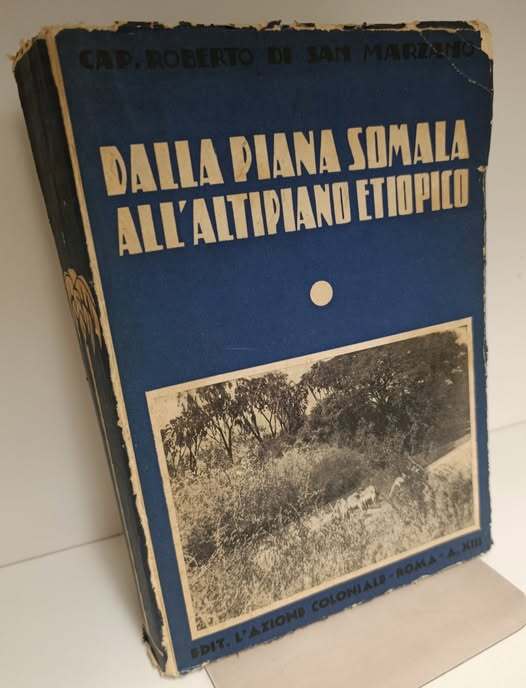 CAP. ROBERTO DI SAN MARZANO
DALLA PIANA SOMALA
ALL'ALTIPIANO ETIOPICO
EDIT. L'AZIONE COLONIALE - ROMA - A. XIII